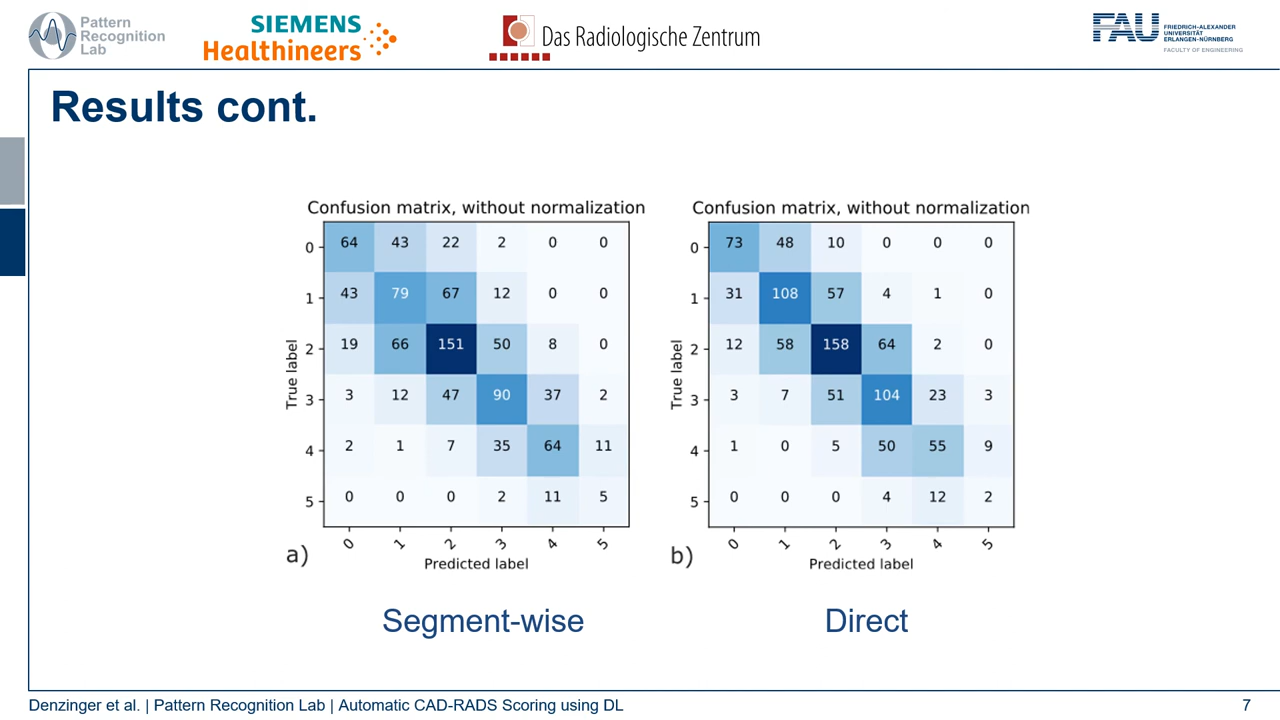 Pattern
Recognition
Lab
SIEMENS
Healthineers
Das Radiologische Zentrum
FAU
FRIEDRICH-ALEXANDER
UNIVERSITÄT
ERLANGEN-NÜRNBERG
FACULTY OF ENGINEERING
Results cont.
Confusion matrix, without normalization
0 64 43 22 2 0 0
1 43 79 67 12 0 0
2 19 66 151 50 8 0
3 3 12 47 90 37 2
4 2 1 7 35 64 11
5 0 0 0 2 11 5
True label
0 1 2 3 4 5
Predicted label
a)
Segment-wise
Confusion matrix, without normalization
0 73 48 10 0 0 0
1 31 108 57 4 1 0
2 12 58 158 64 2 0
3 3 7 51 104 23 3
4 1 0 5 50 55 9
5 0 0 0 4 12 2
True label
0 1 2 3 4 5
Predicted label
b)
Direct
Denzinger et al. | Pattern Recognition Lab | Automatic CAD-RADS Scoring using DL
7